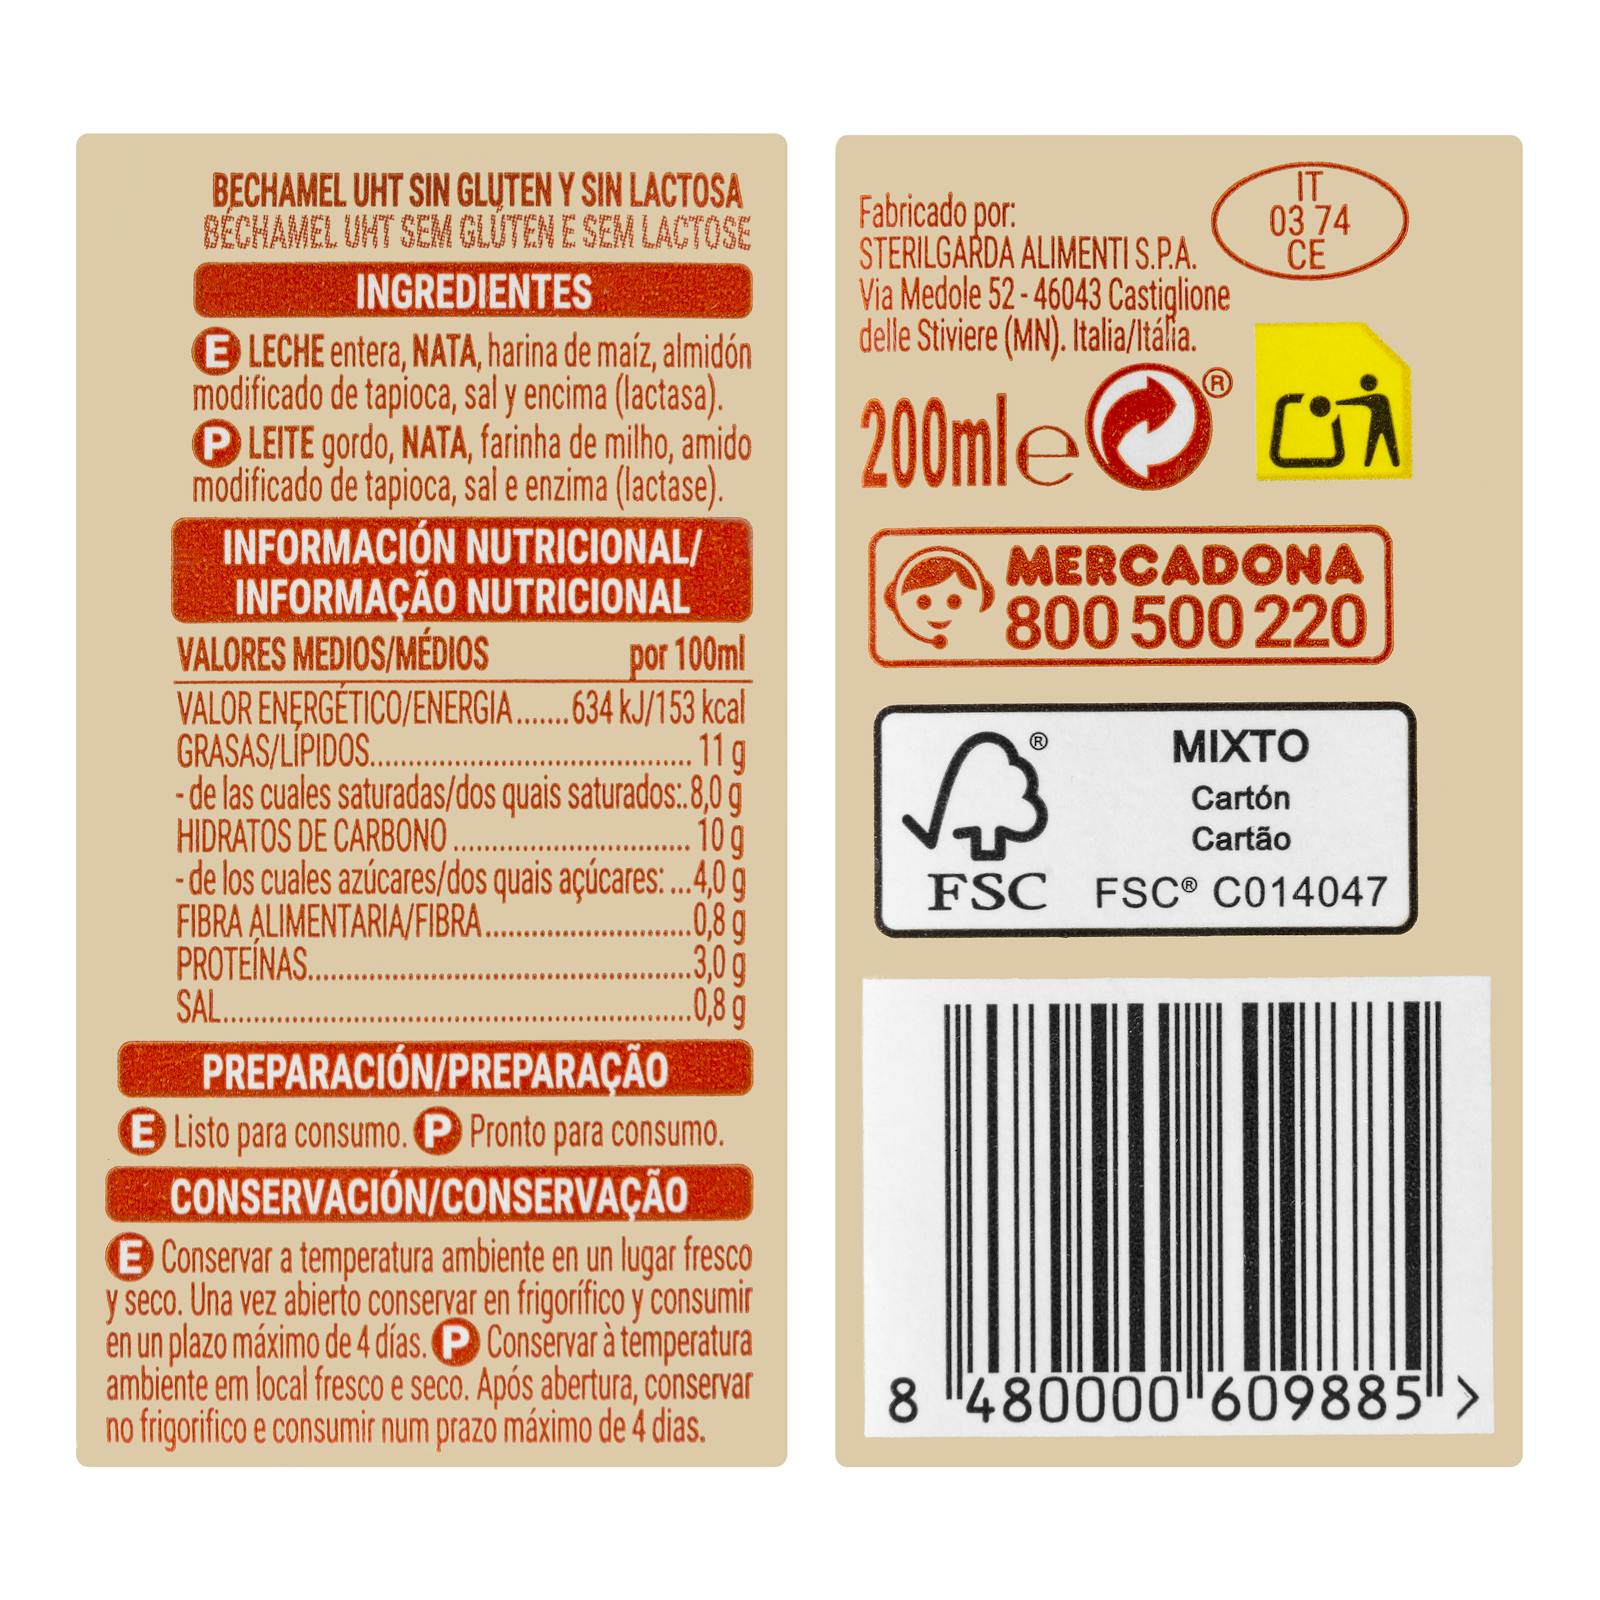 BECHAMEL UHT SIN GLUTEN Y SIN LACTOSA
BÉCHAMEL UHT SEM GLÚTEN E SEM LACTOSE
INGREDIENTES
E LECHE entera, NATA, harina de maíz, almidón
modificado de tapioca, sal y encima (lactasa).
P LEITE gordo, NATA, farinha de milho, amido
modificado de tapioca, sal e enzima (lactase).
INFORMACIÓN NUTRICIONAL/
INFORMAÇÃO NUTRICIONAL
VALORES MEDIOS/MÉDIOS por 100ml
VALOR ENERGÉTICO/ENERGIA.......634 kJ/153 kcal
GRASAS/LÍPIDOS........................................ 11 g
- de las cuales saturadas/dos quais saturados:.8,0 g
HIDRATOS DE CARBONO ............................. 10 g
- de los cuales azúcares/dos quais açúcares: ...4,0 g
FIBRA ALIMENTARIA/FIBRA.........................0,8 g
PROTEÍNAS...............................................3,0 g
SAL..........................................................0,8 g
PREPARACIÓN/PREPARAÇÃO
E Listo para consumo. P Pronto para consumo.
CONSERVACIÓN/CONSERVAÇÃO
E Conservar a temperatura ambiente en un lugar fresco
y seco. Una vez abierto conservar en frigorífico y consumir
en un plazo máximo de 4 días. P Conservar à temperatura
ambiente em local fresco e seco. Após abertura, conservar
no frigorifico e consumir num prazo máximo de 4 dias.
Fabricado por:
STERILGARDA ALIMENTI S.P.A.
Via Medole 52 - 46043 Castiglione
delle Stiviere (MN). Italia/Itália.
IT
03 74
CE
200ml e ®
MERCADONA
800 500 220
®
FSC
MIXTO
Cartón
Cartão
FSC® C014047
8 480000 609885 >